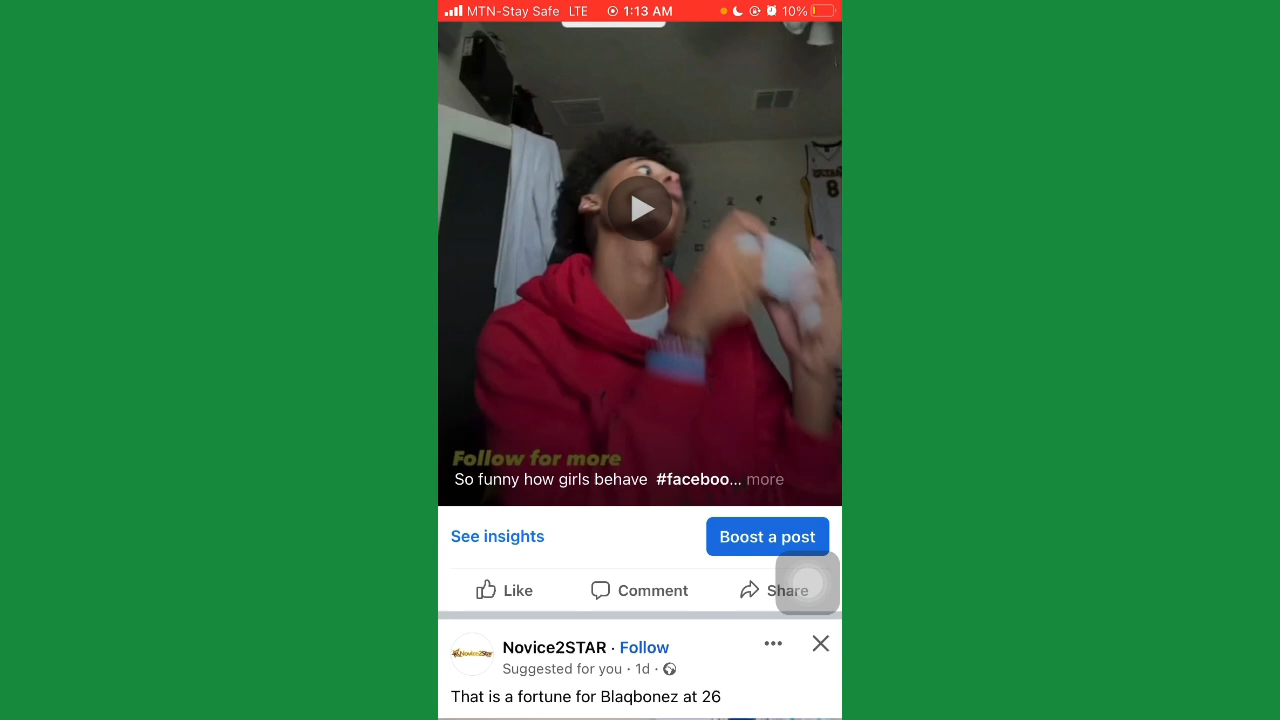 MTN-Stay Safe LTE 1:13 AM 10%
8
Follow for more
So funny how girls behave #faceboo... more
See insights
Boost a post
Like
Comment
Share
Novice2STAR · Follow
Suggested for you · 1d ·
That is a fortune for Blaqbonez at 26